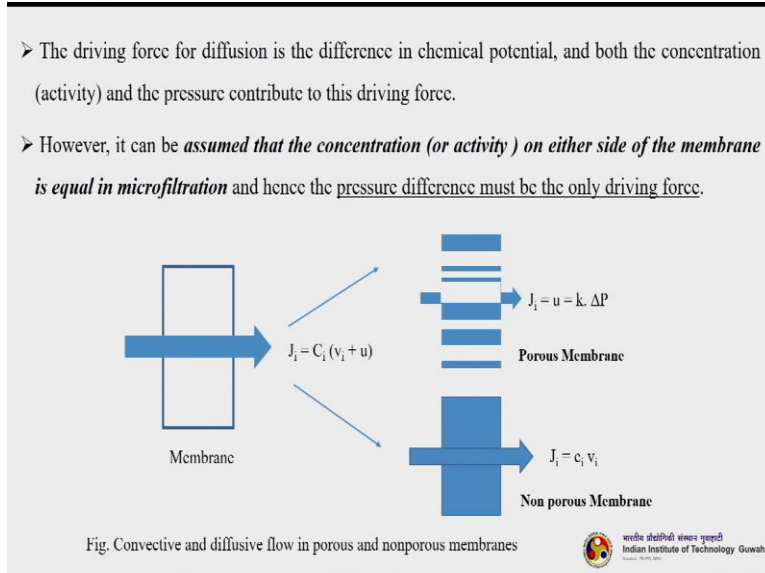 ➢ The driving force for diffusion is the difference in chemical potential, and both the concentration
(activity) and the pressure contribute to this driving force.
➢ However, it can be assumed that the concentration (or activity ) on either side of the membrane
is equal in microfiltration and hence the pressure difference must be the only driving force.
Jᵢ = u = k. ΔP
Jᵢ = Cᵢ (vᵢ + u)
Porous Membrane
Membrane
Jᵢ = cᵢ vᵢ
Non porous Membrane
Fig. Convective and diffusive flow in porous and nonporous membranes
भारतीय प्रौद्योगिकी संस्थान गुवाहाटी
Indian Institute of Technology Guwah